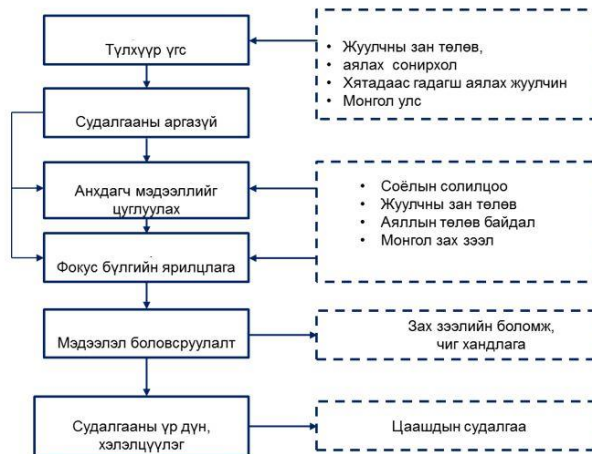 Түлхүүр үгс
• Жуулчны зан төлөв,
• аялах сонирхол
• Хятадаас гадагш аялах жуулчин
• Монгол улс
Судалгааны аргазүй
Анхдагч мэдээллийг
цуглуулах
• Соёлын солилцоо
• Жуулчны зан төлөв
• Аяллын төлөв байдал
• Монгол зах зээл
Фокус бүлгийн ярилцлага
Мэдээлэл боловсруулалт
Зах зээлийн боломж,
чиг хандлага
Судалгааны үр дүн,
хэлэлцүүлэг
Цаашдын судалгаа